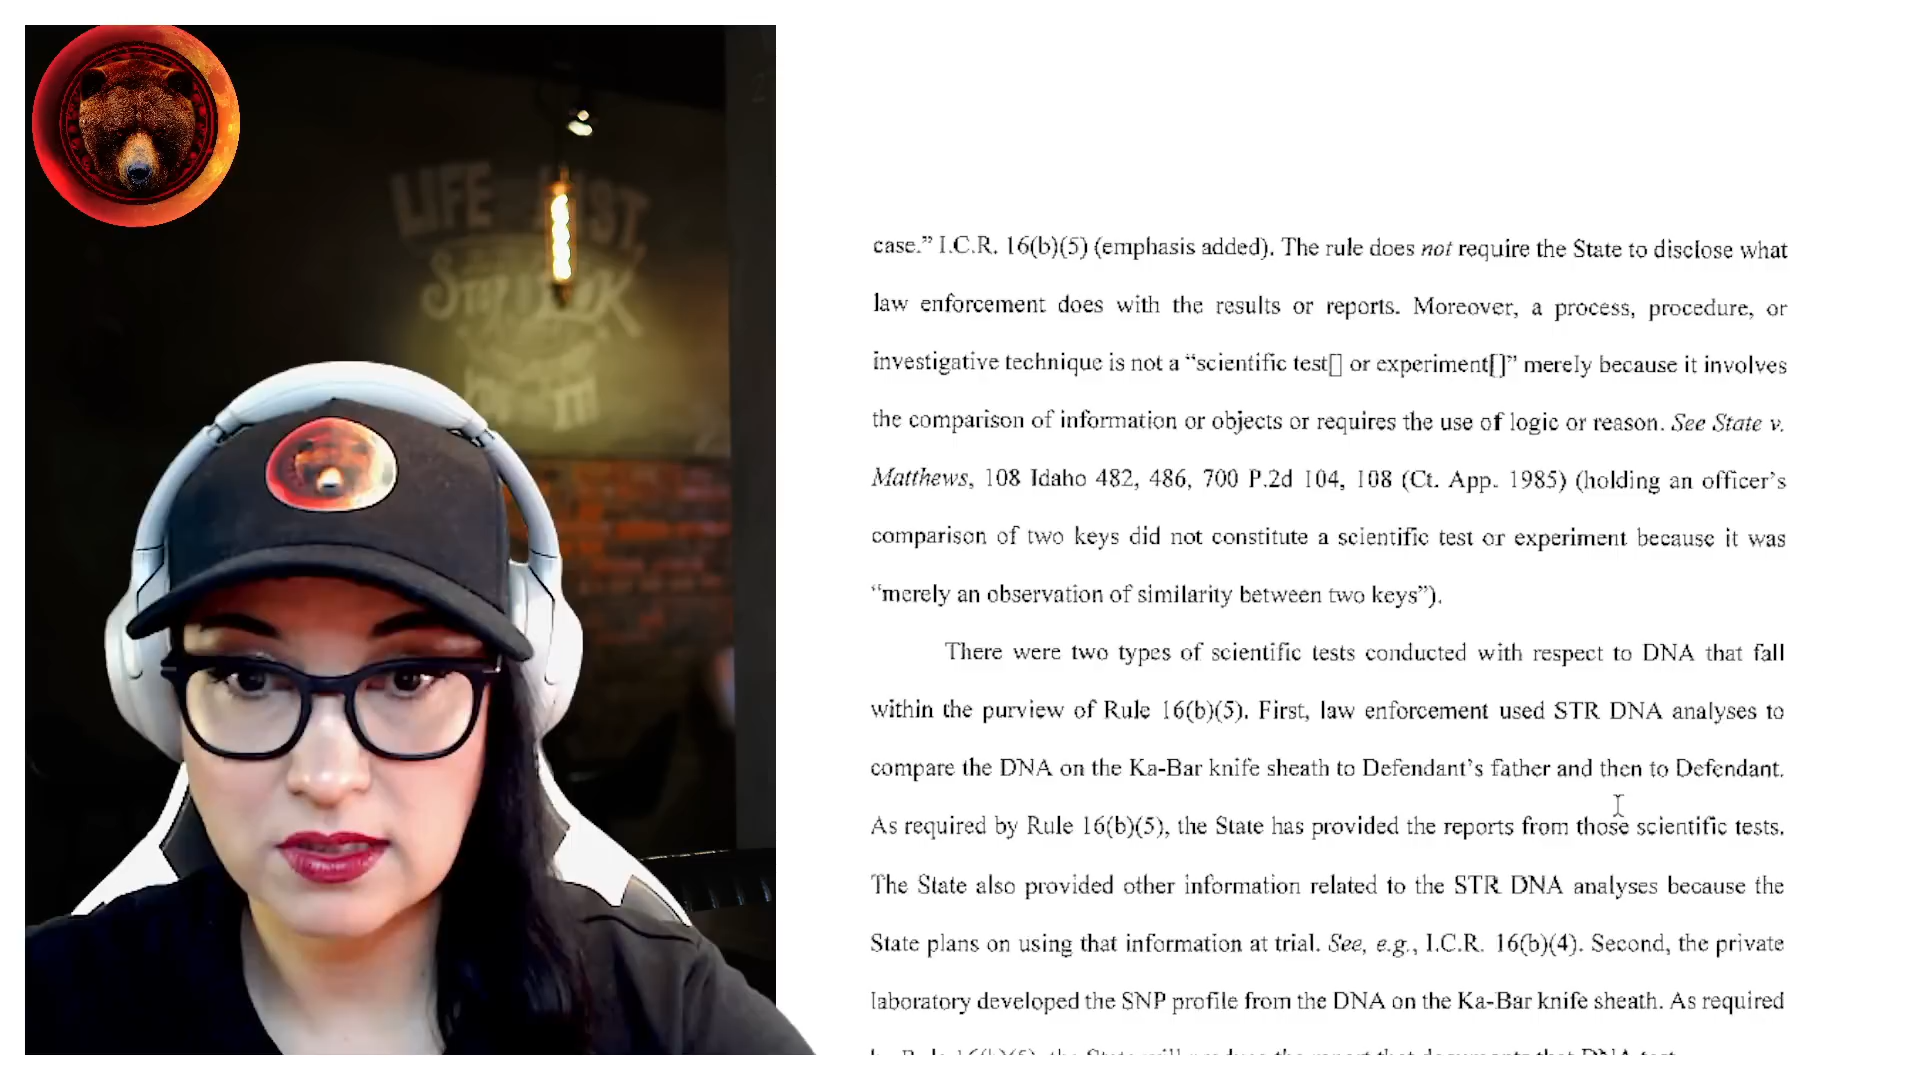 LIFE
case.” I.C.R. 16(b)(5) (emphasis added). The rule does not require the State to disclose what
law enforcement does with the results or reports. Moreover, a process, procedure, or
investigative technique is not a “scientific test[] or experiment[]” merely because it involves
the comparison of information or objects or requires the use of logic or reason. See State v.
Matthews, 108 Idaho 482, 486, 700 P.2d 104, 108 (Ct. App. 1985) (holding an officer’s
comparison of two keys did not constitute a scientific test or experiment because it was
“merely an observation of similarity between two keys”).
There were two types of scientific tests conducted with respect to DNA that fall
within the purview of Rule 16(b)(5). First, law enforcement used STR DNA analyses to
compare the DNA on the Ka-Bar knife sheath to Defendant’s father and then to Defendant.
As required by Rule 16(b)(5), the State has provided the reports from those scientific tests.
The State also provided other information related to the STR DNA analyses because the
State plans on using that information at trial. See, e.g., I.C.R. 16(b)(4). Second, the private
laboratory developed the SNP profile from the DNA on the Ka-Bar knife sheath. As required